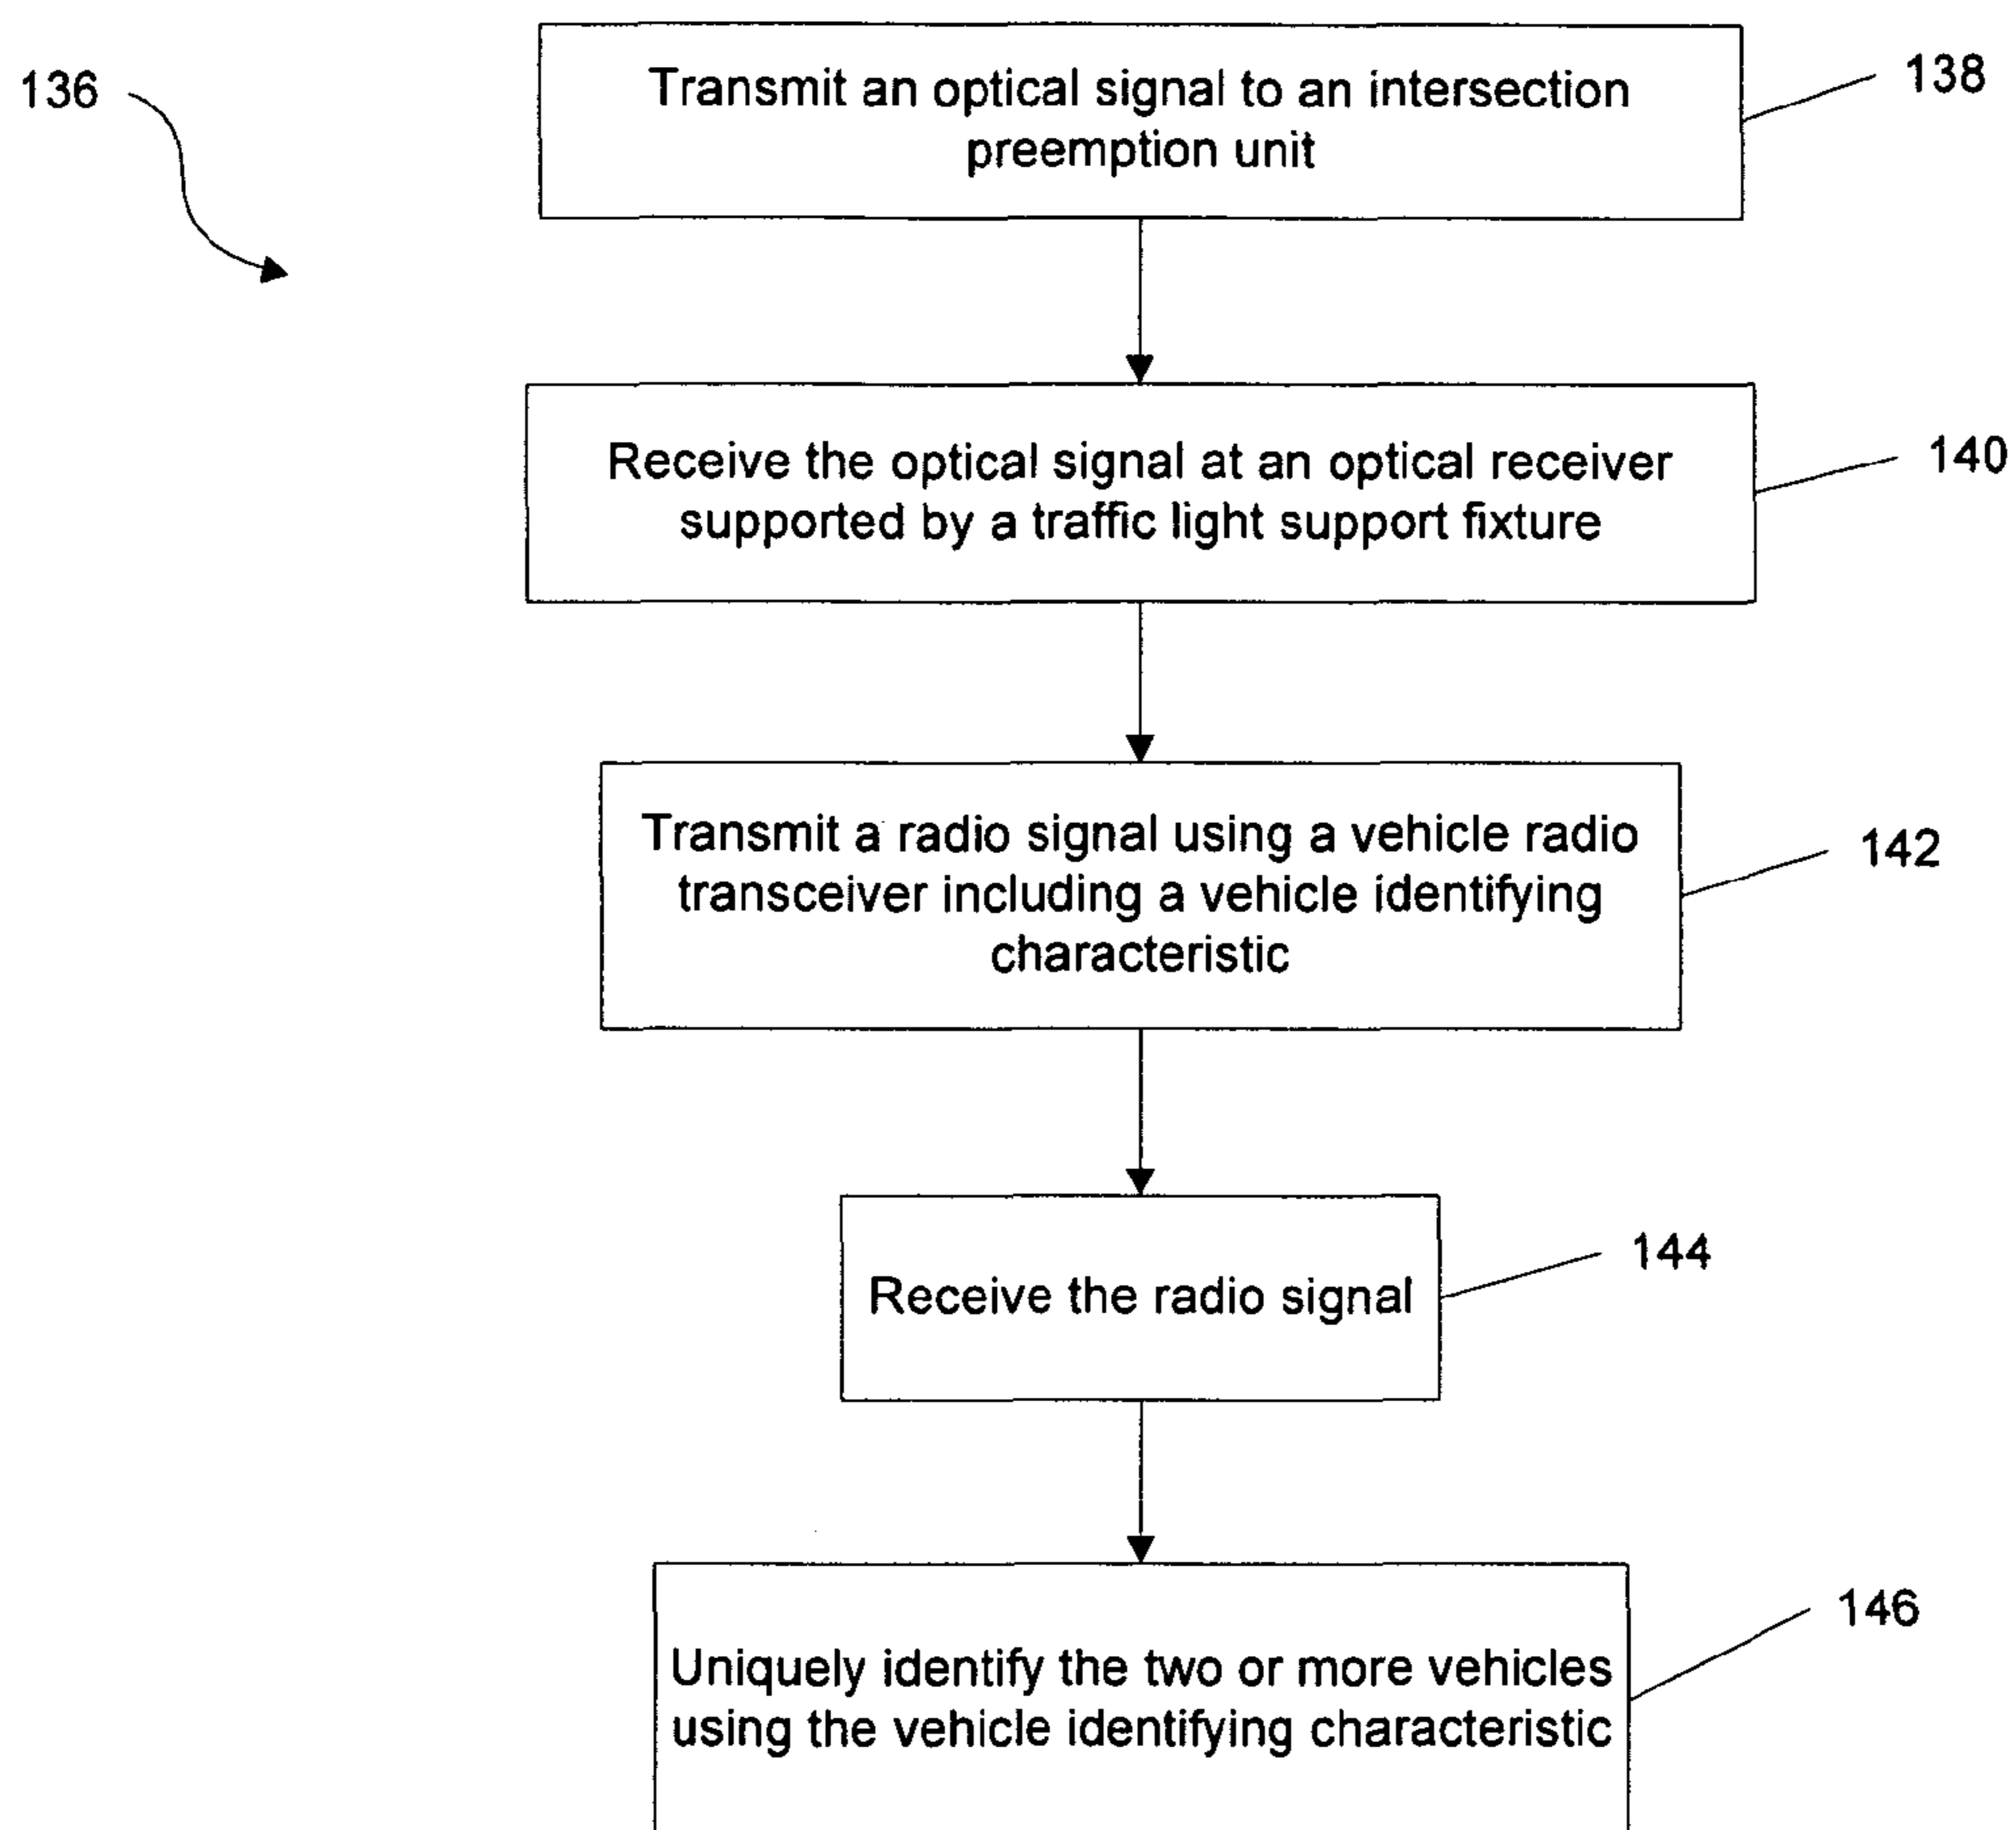 136
Transmit an optical signal to an intersection
preemption unit
138
Receive the optical signal at an optical receiver
supported by a traffic light support fixture
140
Transmit a radio signal using a vehicle radio
transceiver including a vehicle identifying
characteristic
142
Receive the radio signal
144
Uniquely identify the two or more vehicles
using the vehicle identifying characteristic
146